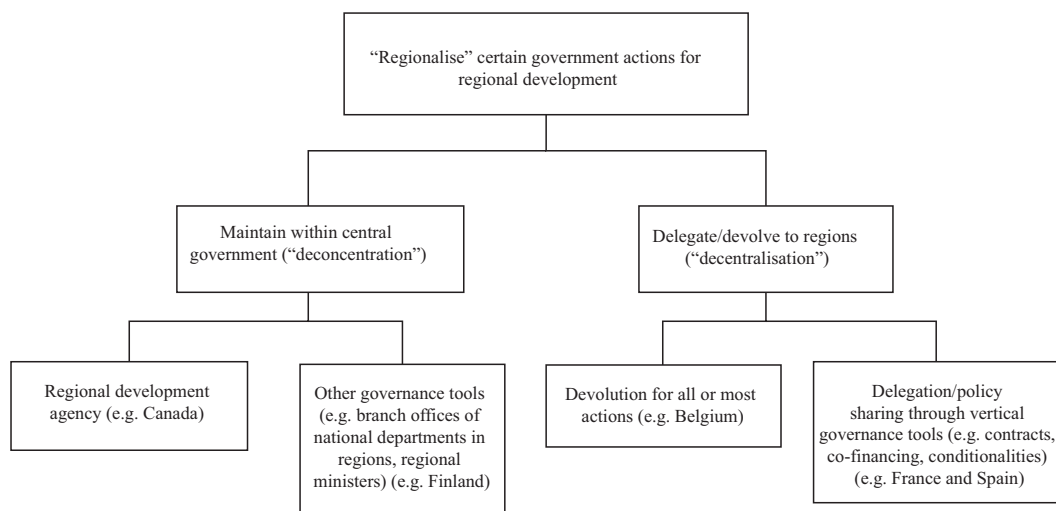 “Regionalise” certain government actions for
regional development
Maintain within central
government (“deconcentration”)
Delegate/devolve to regions
(“decentralisation”)
Regional development
agency (e.g. Canada)
Other governance tools
(e.g. branch offices of
national departments in
regions, regional
ministers) (e.g. Finland)
Devolution for all or most
actions (e.g. Belgium)
Delegation/policy
sharing through vertical
governance tools (e.g. contracts,
co-financing, conditionalities)
(e.g. France and Spain)